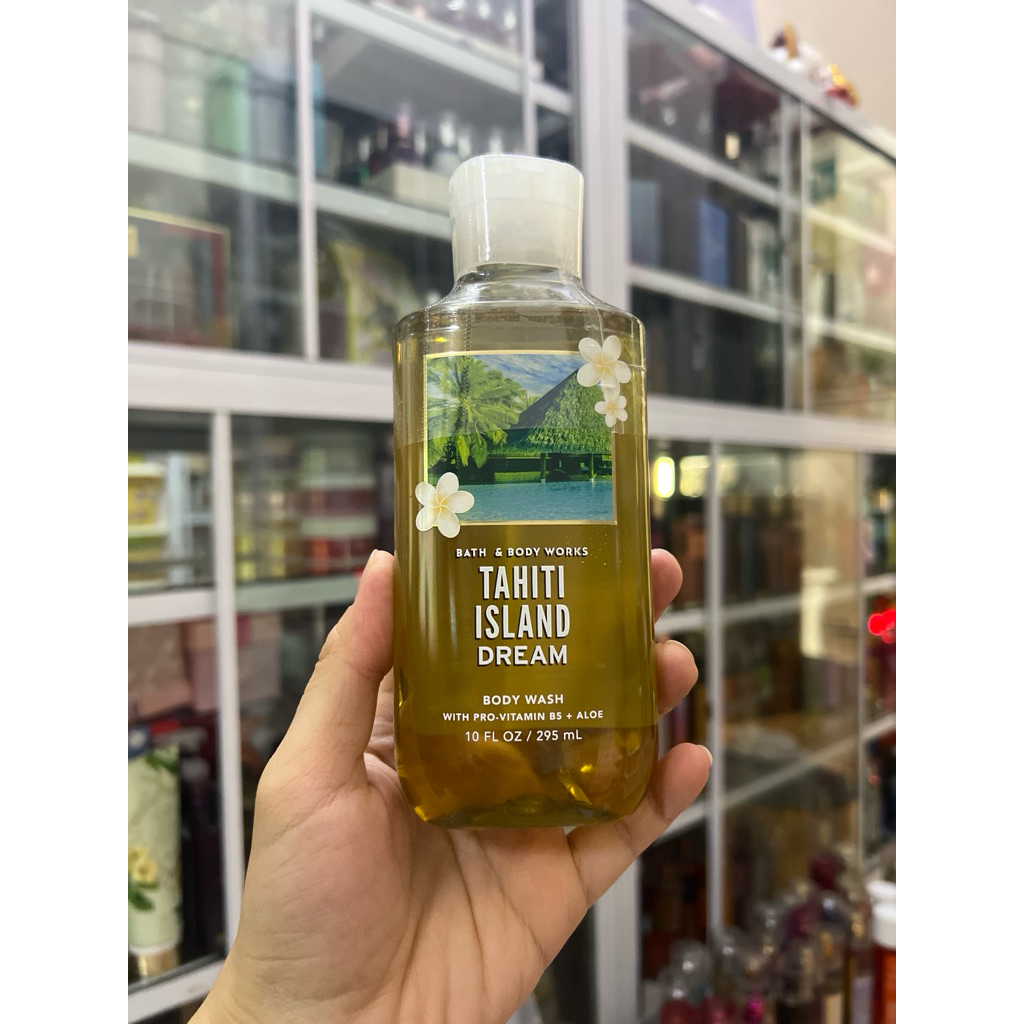 BATH & BODY WORKS
TAHITI
ISLAND
DREAM
BODY WASH
WITH PRO-VITAMIN B5 + ALOE
10 FL OZ / 295 mL